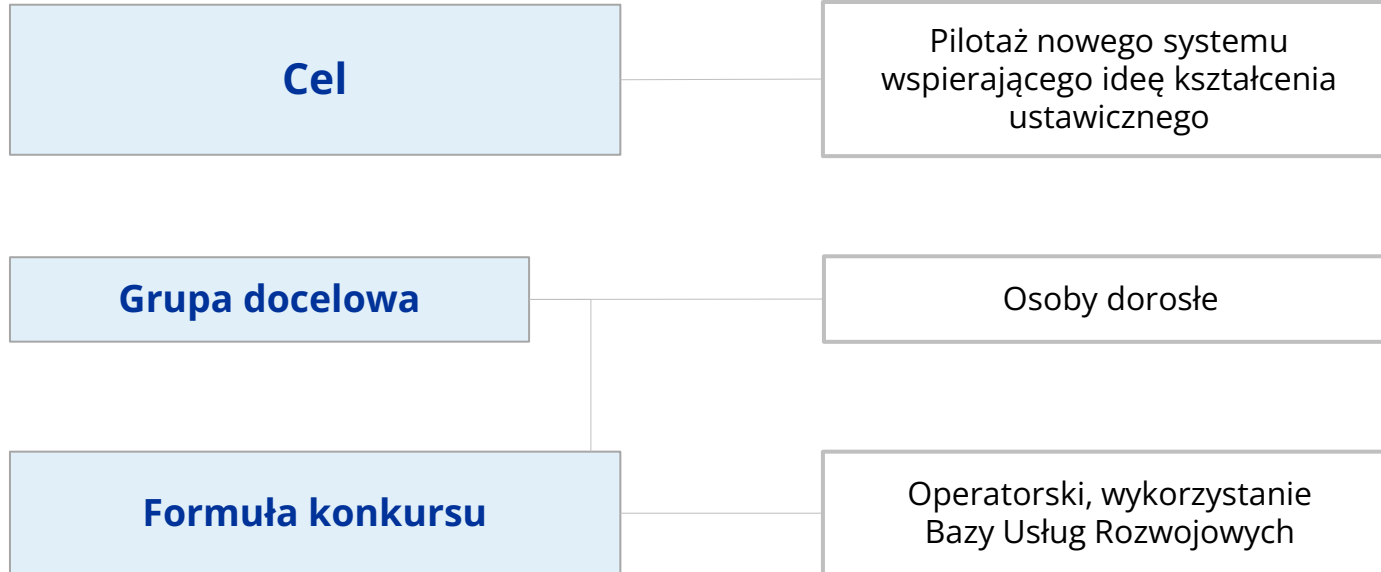 Cel
Pilotaż nowego systemu
wspierającego ideę kształcenia
ustawicznego
Grupa docelowa
Osoby dorosłe
Formuła konkursu
Operatorski, wykorzystanie
Bazy Usług Rozwojowych